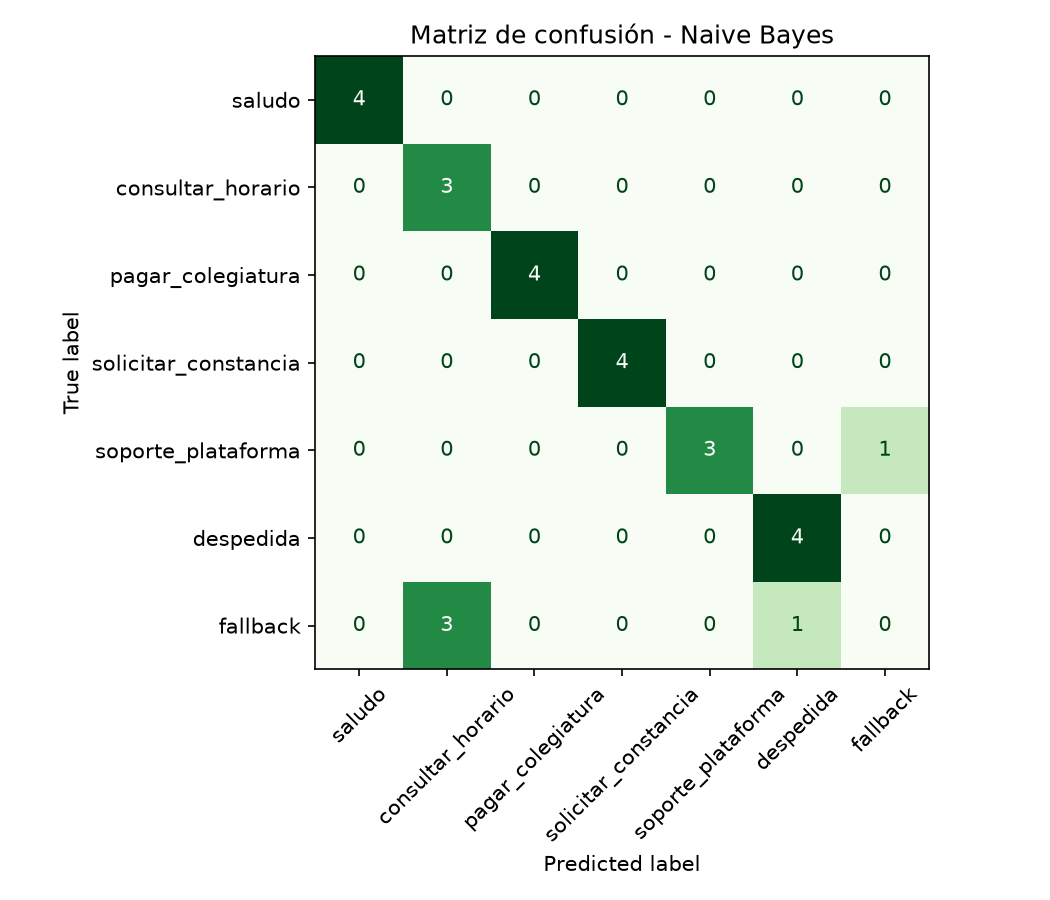 Matriz de confusión - Naive Bayes
saludo 4 0 0 0 0 0 0
consultar_horario 0 3 0 0 0 0 0
pagar_colegiatura 0 0 4 0 0 0 0
solicitar_constancia 0 0 0 4 0 0 0
soporte_plataforma 0 0 0 0 3 0 1
despedida 0 0 0 0 0 4 0
fallback 0 3 0 0 0 1 0
True label
saludo
consultar_horario
pagar_colegiatura
solicitar_constancia
soporte_plataforma
despedida
fallback
Predicted label